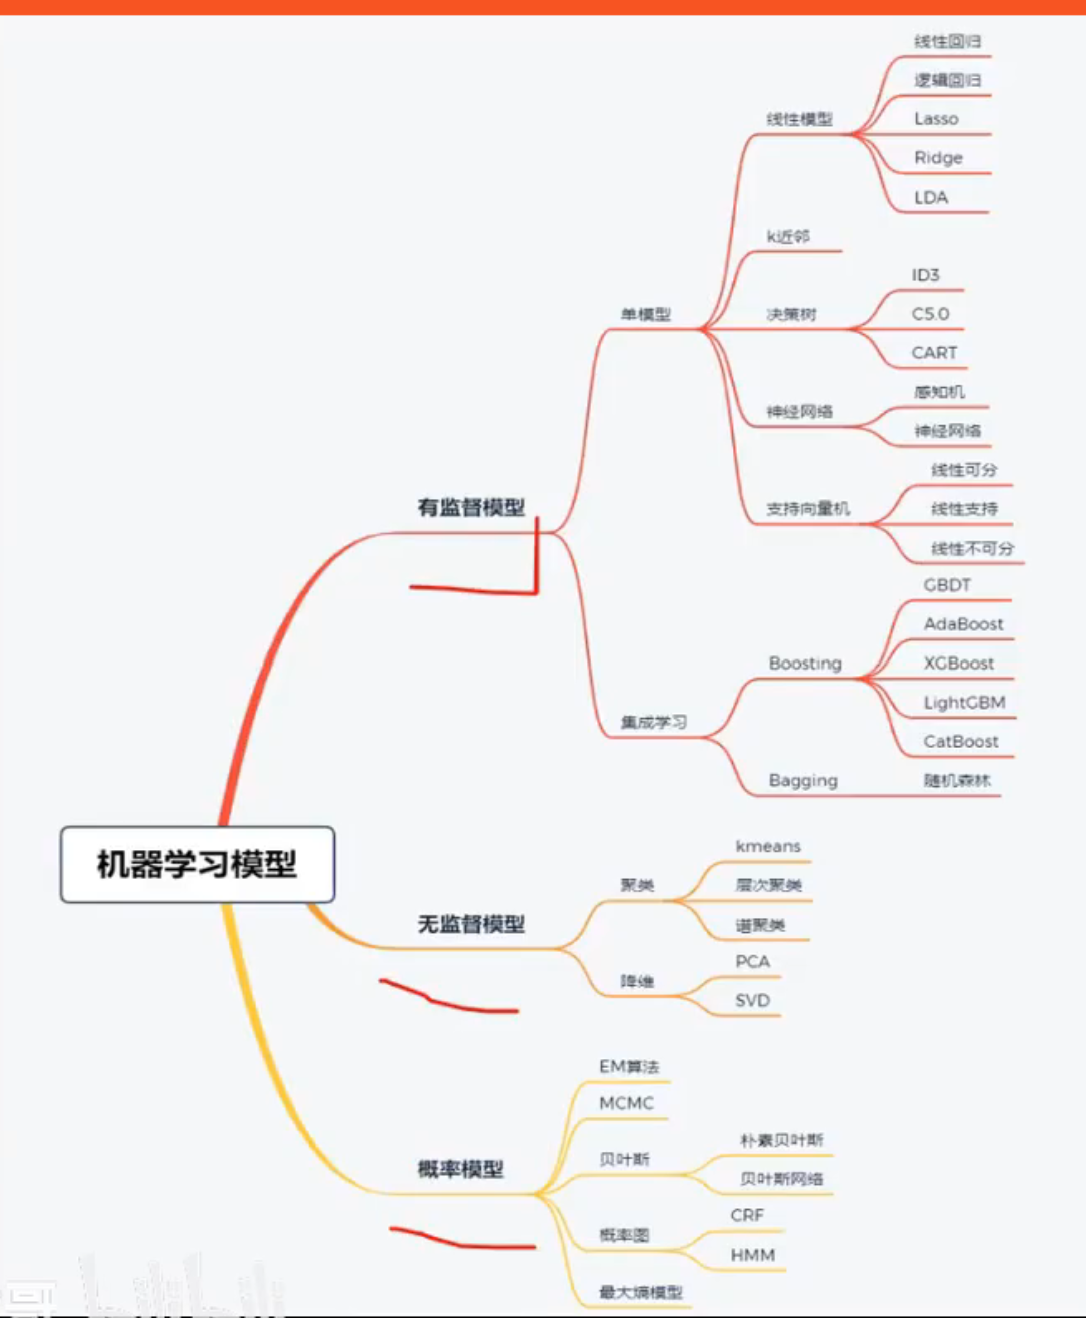 线性回归
逻辑回归
线性模型
Lasso
Ridge
LDA
k近邻
ID3
单模型
决策树
C5.0
CART
感知机
神经网络
神经网络
线性可分
支持向量机
线性支持
线性不可分
有监督模型
GBDT
AdaBoost
Boosting
XGBoost
LightGBM
集成学习
CatBoost
Bagging
随机森林
机器学习模型
kmeans
聚类
层次聚类
谱聚类
无监督模型
PCA
降维
SVD
EM算法
MCMC
朴素贝叶斯
贝叶斯
贝叶斯网络
概率模型
CRF
概率图
HMM
最大熵模型